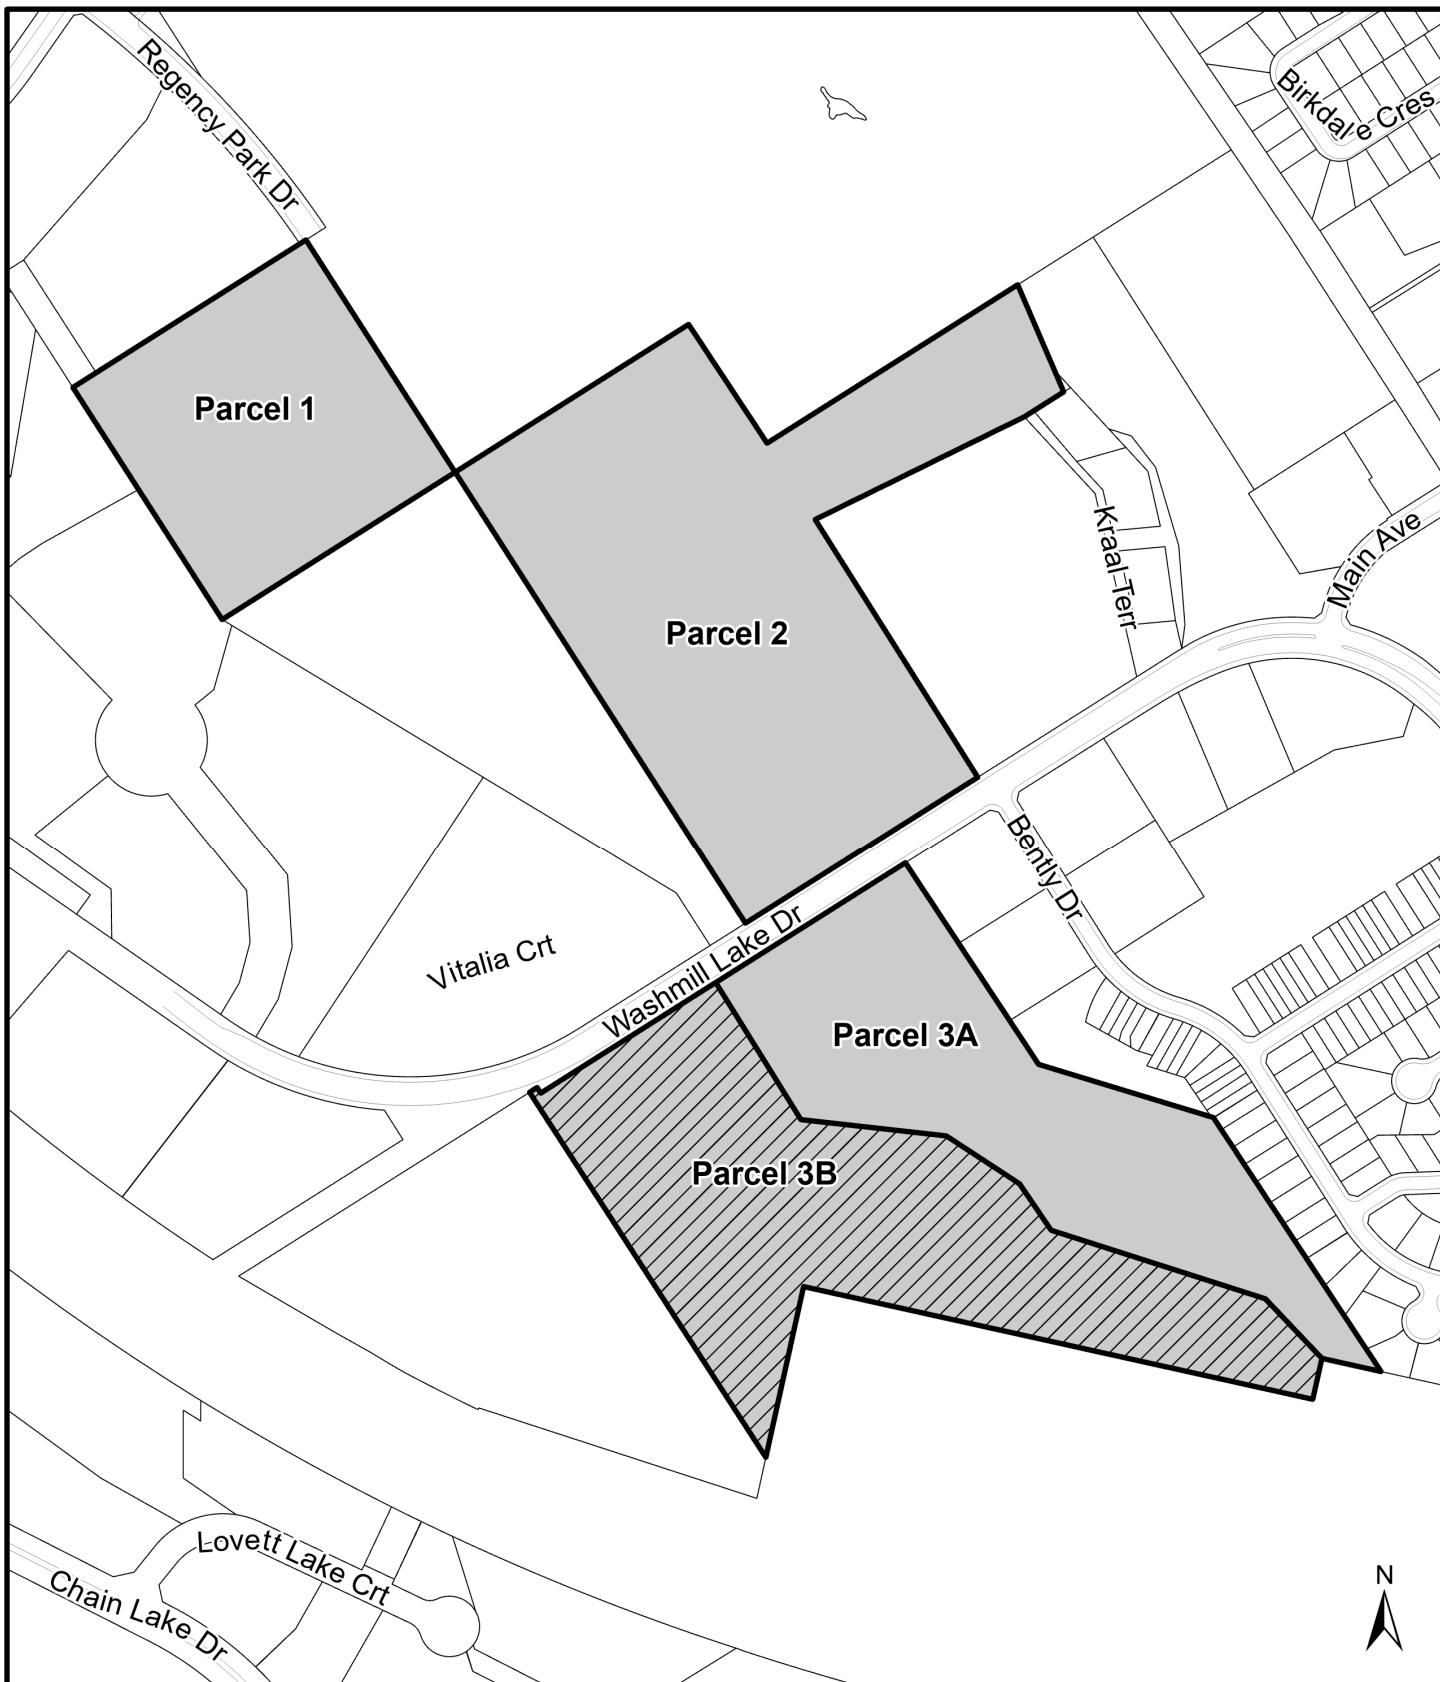 Regency Park Dr
Birkdale Cres
Parcel 1
Kraal Terr
Main Ave
Parcel 2
Bently Dr
Vitalia Crt
Washmill Lake Dr
Parcel 3A
Parcel 3B
Lovett Lake Crt
Chain Lake Dr
N